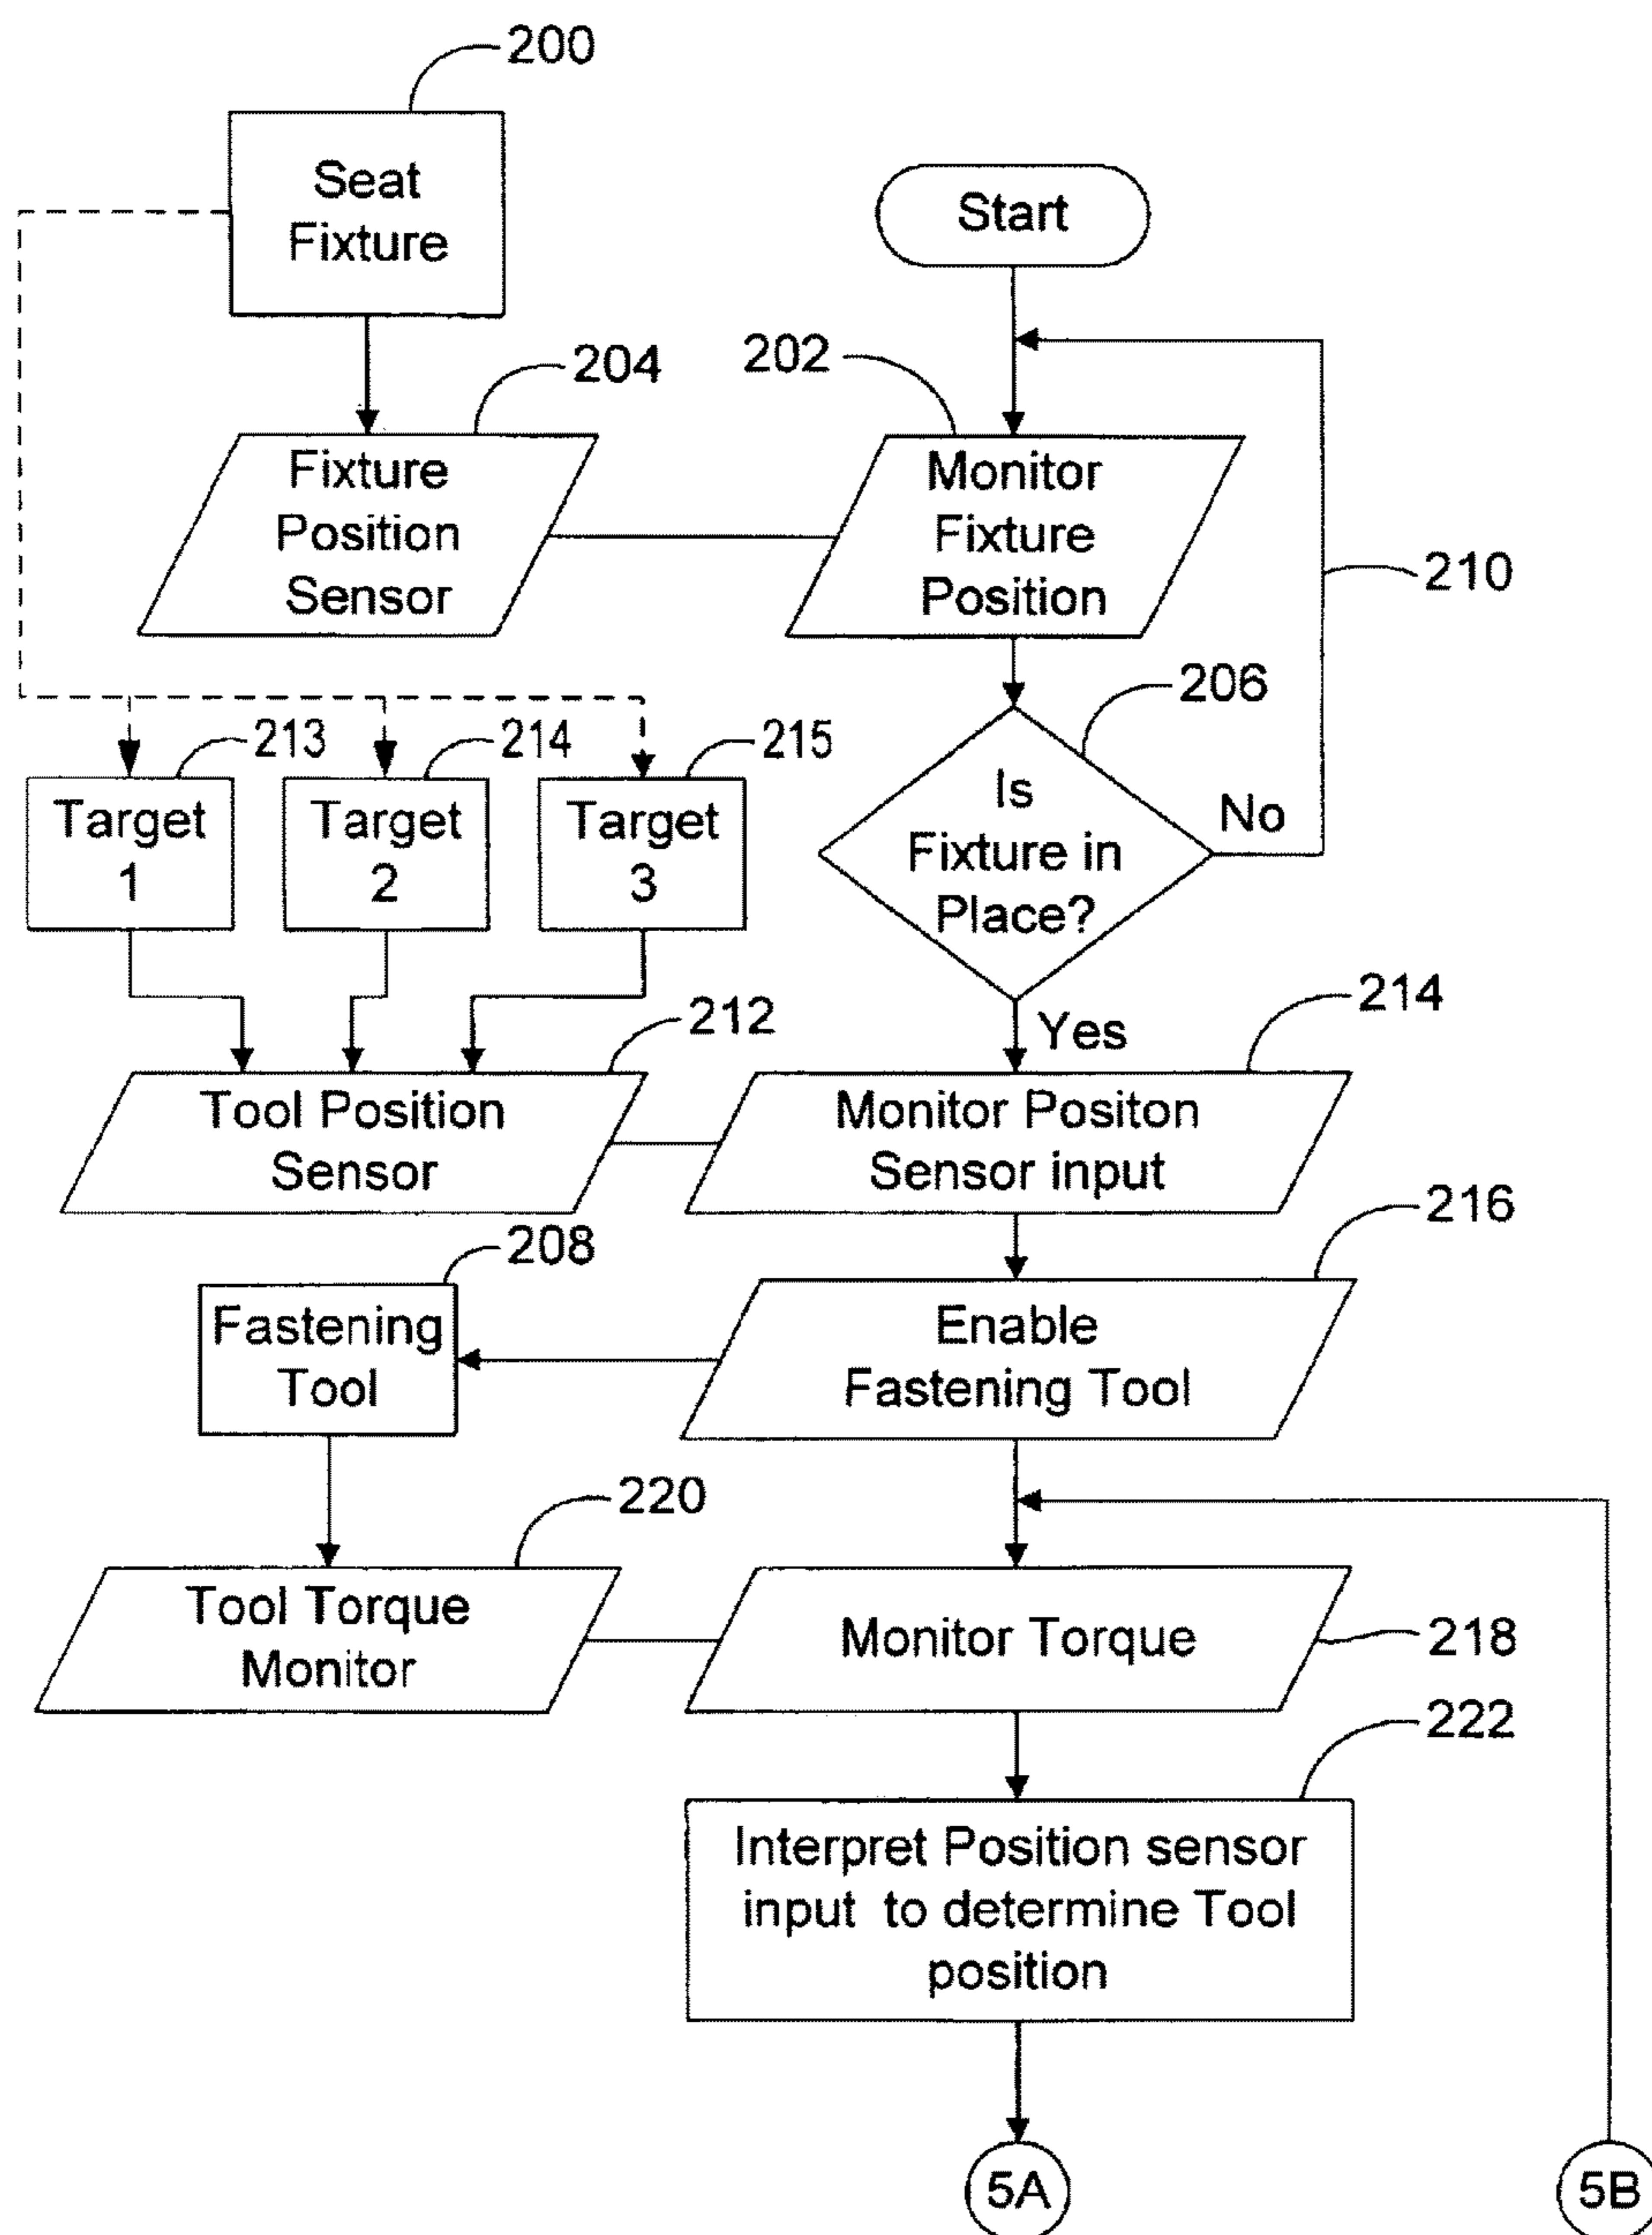 200
Seat
Fixture
Start
204
202
Fixture
Position
Sensor
Monitor
Fixture
Position
210
206
213
214
215
Target
1
Target
2
Target
3
Is
Fixture in
Place?
No
Yes
212
214
Tool Position
Sensor
Monitor Positon
Sensor input
216
208
Fastening
Tool
Enable
Fastening Tool
220
Tool Torque
Monitor
Monitor Torque
218
222
Interpret Position sensor
input to determine Tool
position
5A
5B